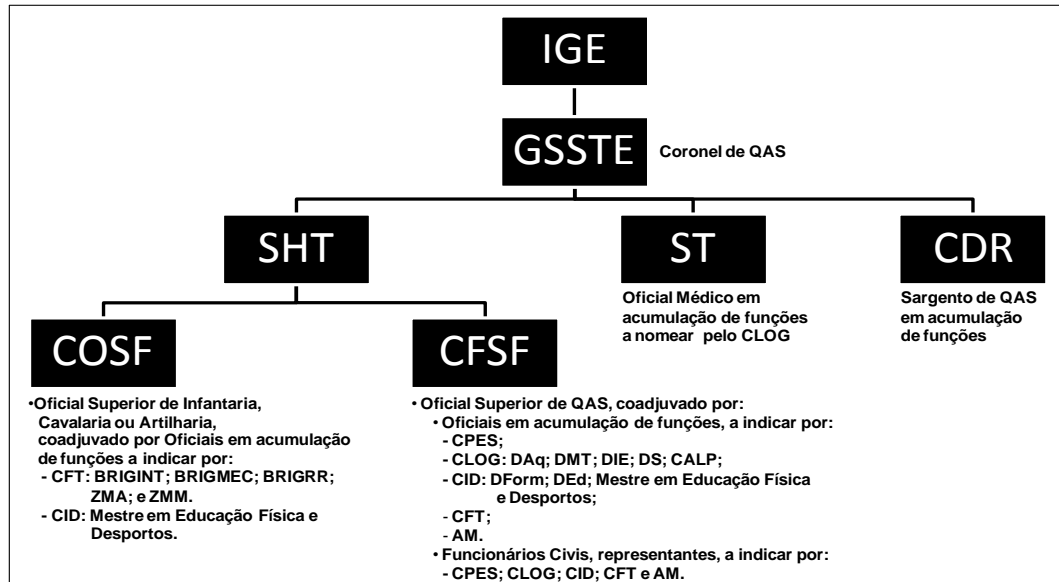 IGE
GSSTE
Coronel de QAS
SHT
ST
CDR
Oficial Médico em
acumulação de funções
a nomear pelo CLOG
Sargento de QAS
em acumulação
de funções
COSF
CFSF
•Oficial Superior de Infantaria,
Cavalaria ou Artilharia,
coadjuvado por Oficiais em acumulação
de funções a indicar por:
- CFT: BRIGINT; BRIGMEC; BRIGRR;
ZMA; e ZMM.
- CID: Mestre em Educação Física e
Desportos.
• Oficial Superior de QAS, coadjuvado por:
• Oficiais em acumulação de funções, a indicar por:
- CPES;
- CLOG: DAq; DMT; DIE; DS; CALP;
- CID: DForm; DEd; Mestre em Educação Física
e Desportos;
- CFT;
- AM.
• Funcionários Civis, representantes, a indicar por:
- CPES; CLOG; CID; CFT e AM.